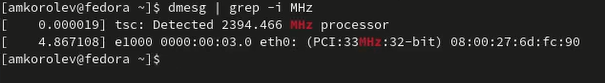 [amkorolev@fedora ~]$ dmesg | grep -i MHz
[    0.000019] tsc: Detected 2394.466 MHz processor
[    4.867108] e1000 0000:00:03.0 eth0: (PCI:33MHz:32-bit) 08:00:27:6d:fc:90
[amkorolev@fedora ~]$